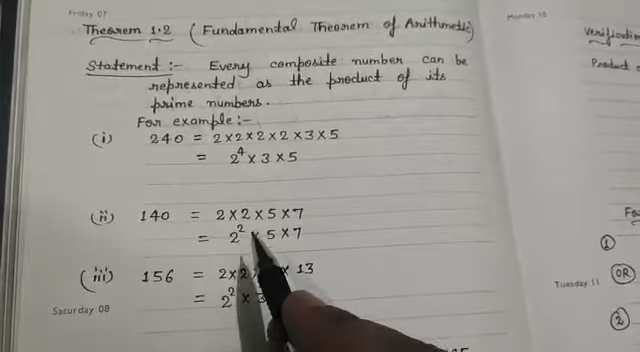 Friday 07
Theorem 1.2 ( Fundamental Theorem of Arithmetic)
Statement :- Every composite number can be
represented as the product of its
prime numbers.
For example :-
(i) 240 = 2×2×2×2×3×5
= 2⁴×3×5
(ii) 140 = 2×2×5×7
= 2² × 5×7
(iii) 156 = 2×2× × 13
= 2² × 3
Saturday 08
Monday 10
Verification
Product
①
Tuesday 11
OR
②